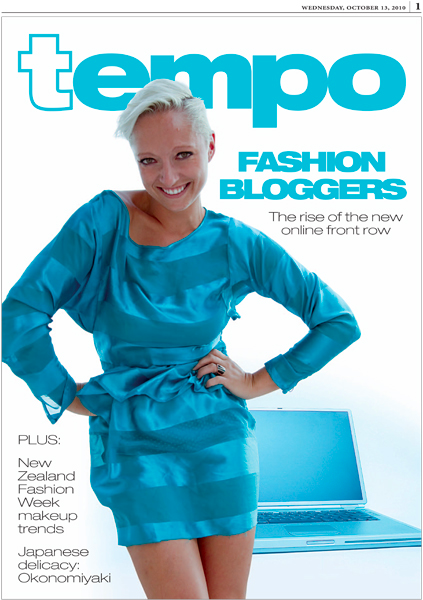 WEDNESDAY, OCTOBER 13, 2010 | 1
tempo
FASHION
BLOGGERS
The rise of the new
online front row
PLUS:
New
Zealand
Fashion
Week
makeup
trends
Japanese
delicacy:
Okonomiyaki